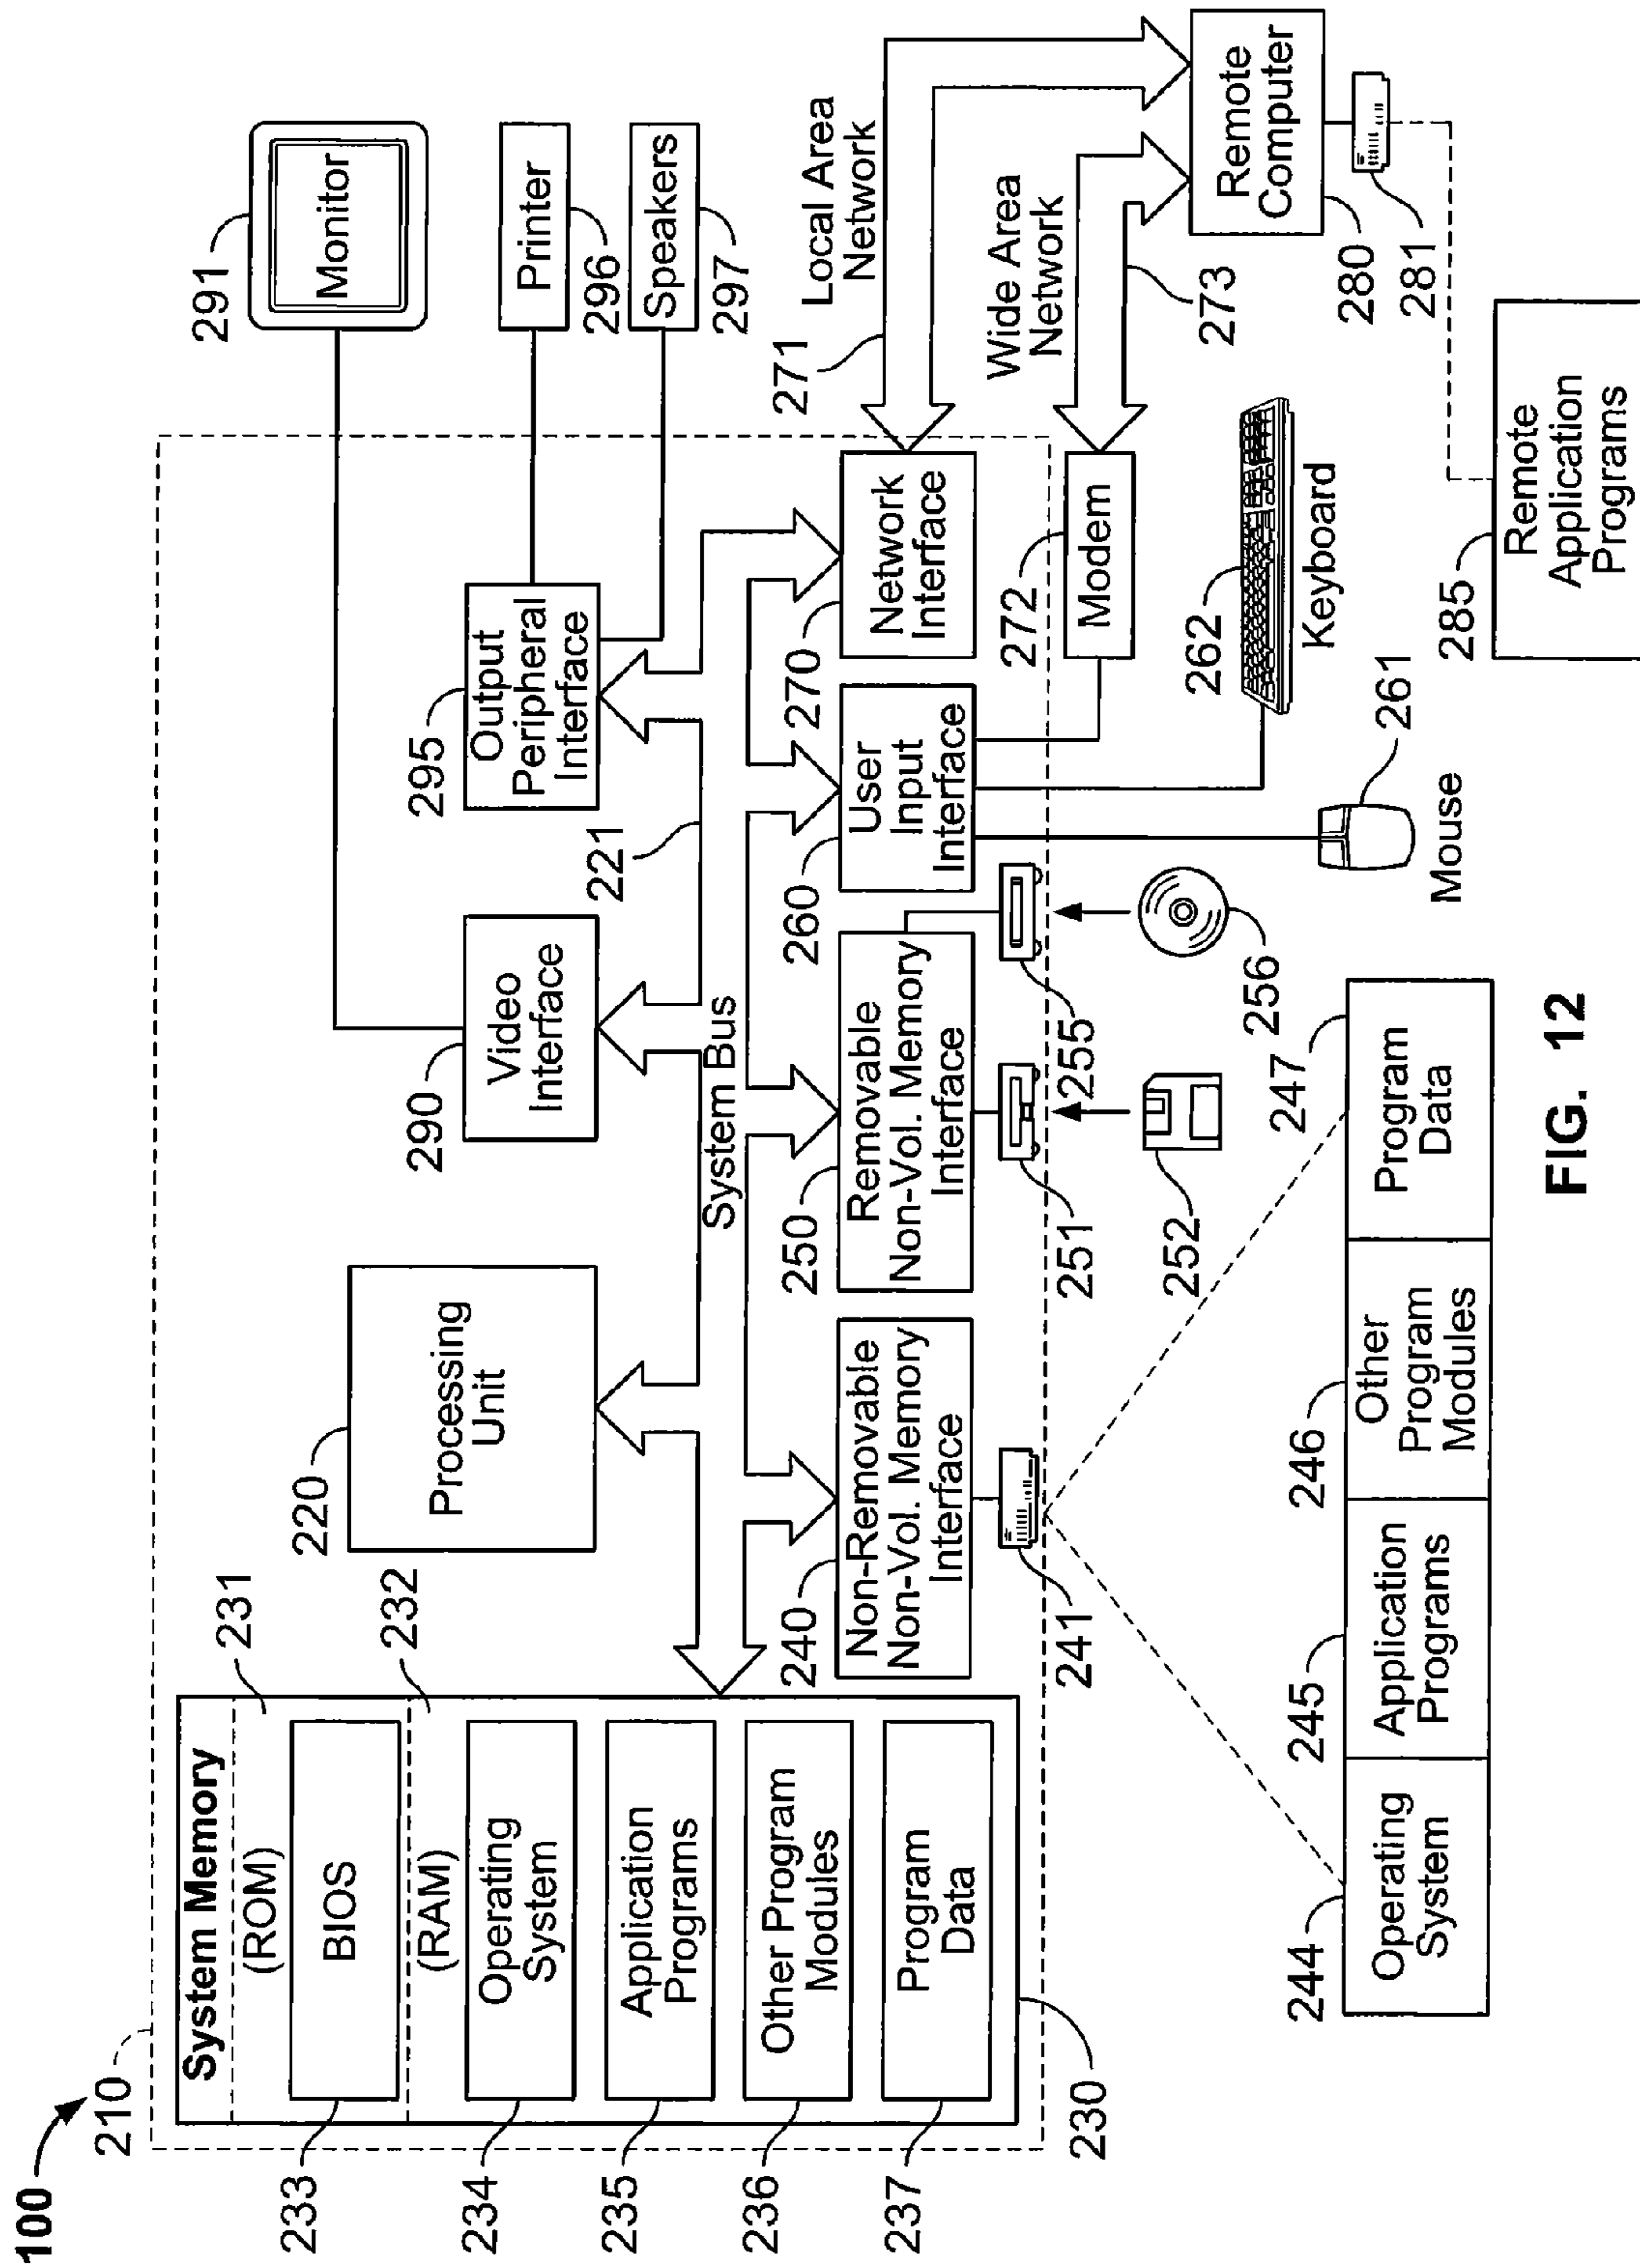 100
210
System Memory
(ROM)
231
233
BIOS
(RAM)
232
234
Operating
System
235
Application
Programs
236
Other Program
Modules
237
Program
Data
230
220
Processing
Unit
290
Video
Interface
295
Output
Peripheral
Interface
291
Monitor
Printer
296
Speakers
297
221
System Bus
240
Non-Removable
Non-Vol. Memory
Interface
250
Removable
Non-Vol. Memory
Interface
260
User
Input
Interface
270
Network
Interface
271
Local Area
Network
241
251
255
272
Modem
Wide Area
Network
273
252
256
262
Keyboard
261
Mouse
Remote
Computer
280
281
285
Remote
Application
Programs
244
Operating
System
245
Application
Programs
246
Other
Program
Modules
247
Program
Data
FIG. 12